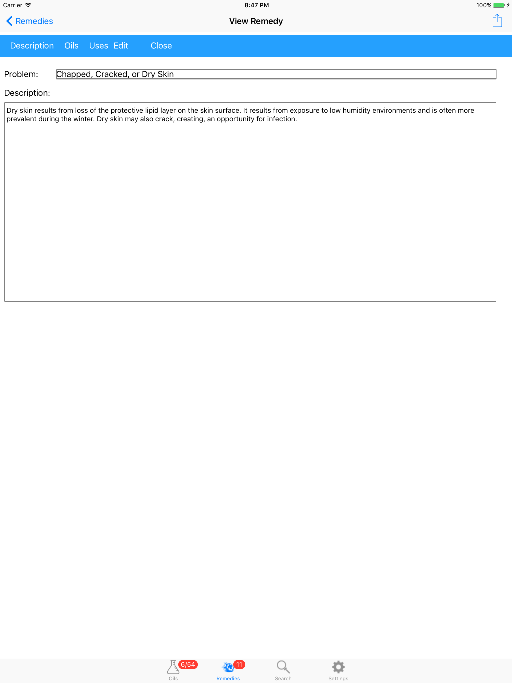 Carrier 8:47 PM 100%
Remedies View Remedy
Description Oils Uses Edit Close
Problem: Chapped, Cracked, or Dry Skin
Description:
Dry skin results from loss of the protective lipid layer on the skin surface. It results from exposure to low humidity environments and is often more
prevalent during the winter. Dry skin may also crack, creating, an opportunity for infection.
6/54 11
Oils Remedies Search Settings